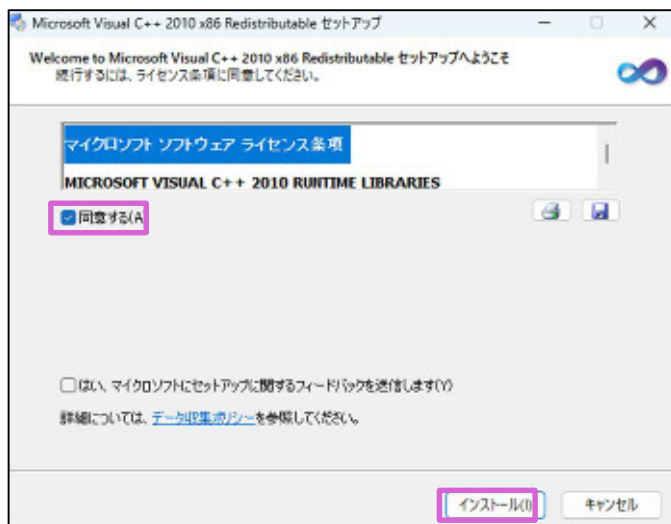 Microsoft Visual C++ 2010 x86 Redistributable セットアップ
Welcome to Microsoft Visual C++ 2010 x86 Redistributable セットアップへようこそ
続行するには、ライセンス条項に同意してください。
マイクロソフト ソフトウェア ライセンス条項
MICROSOFT VISUAL C++ 2010 RUNTIME LIBRARIES
同意する(A
はい、マイクロソフトにセットアップに関するフィードバックを送信します(Y)
詳細については、データ収集ポリシーを参照してください。
インストール(I) キャンセル